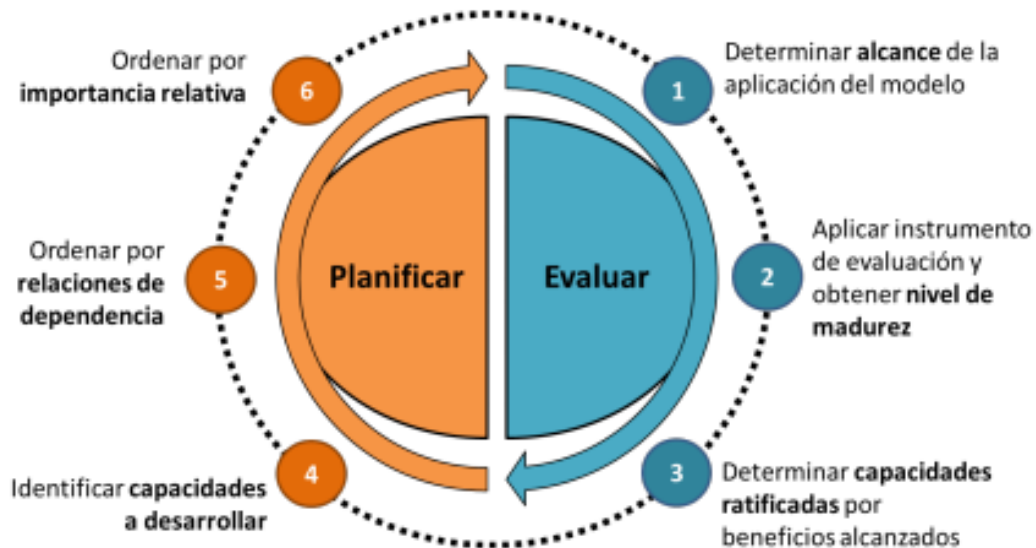 1
Determinar alcance de la
aplicación del modelo
2
Aplicar instrumento
de evaluación y
obtener nivel de
madurez
3
Determinar capacidades
ratificadas por
beneficios alcanzados
4
Identificar capacidades
a desarrollar
5
Ordenar por
relaciones de
dependencia
6
Ordenar por
importancia relativa
Planificar
Evaluar